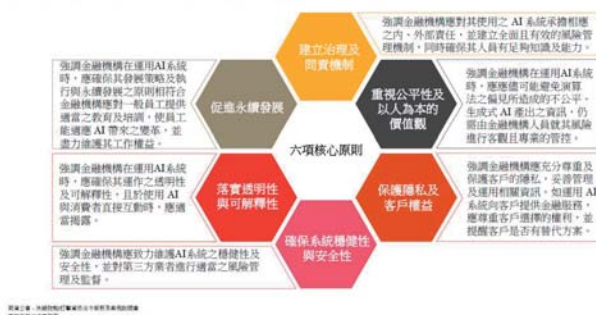 建立治理及
問責機制
強調金融機構應對其使用之 AI 系統承擔相應
之內、外部責任，並建立全面且有效的風險管
理機制，同時確保其人員有足夠知識及能力。
重視公平性及
以人為本的
價值觀
強調金融機構在運用AI系統
時，應應儘可能避免演算
法之偏見所造成的不公平。
生成式 AI 產出之資訊，仍
需由金融機構人員就其風險
進行客觀且專業的管控。
保護隱私及
客戶權益
強調金融機構應充分尊重及
保護客戶的隱私，妥善管理
及運用相關資訊。如運用 AI
系統向客戶提供金融服務，
應尊重客戶選擇的權利，並
提醒客戶是否有替代方案。
確保系統穩健性
與安全性
強調金融機構應致力維護AI系統之穩健性及
安全性，並對第三方業者進行適當之風險管
理及監督。
落實透明性
與可解釋性
強調金融機構在運用AI系統
時，應確保其運作之透明性
及可解釋性，且於使用 AI
與消費者直接互動時，應適
當揭露。
促進永續發展
強調金融機構在運用AI系統
時，應確保其發展策略及執
行與永續發展之原則相符合
金融機構應對一般員工提供
適當之教育及培訓，使員工
能適應 AI 帶來之變革，並
盡力維護其工作權益。
六項核心原則